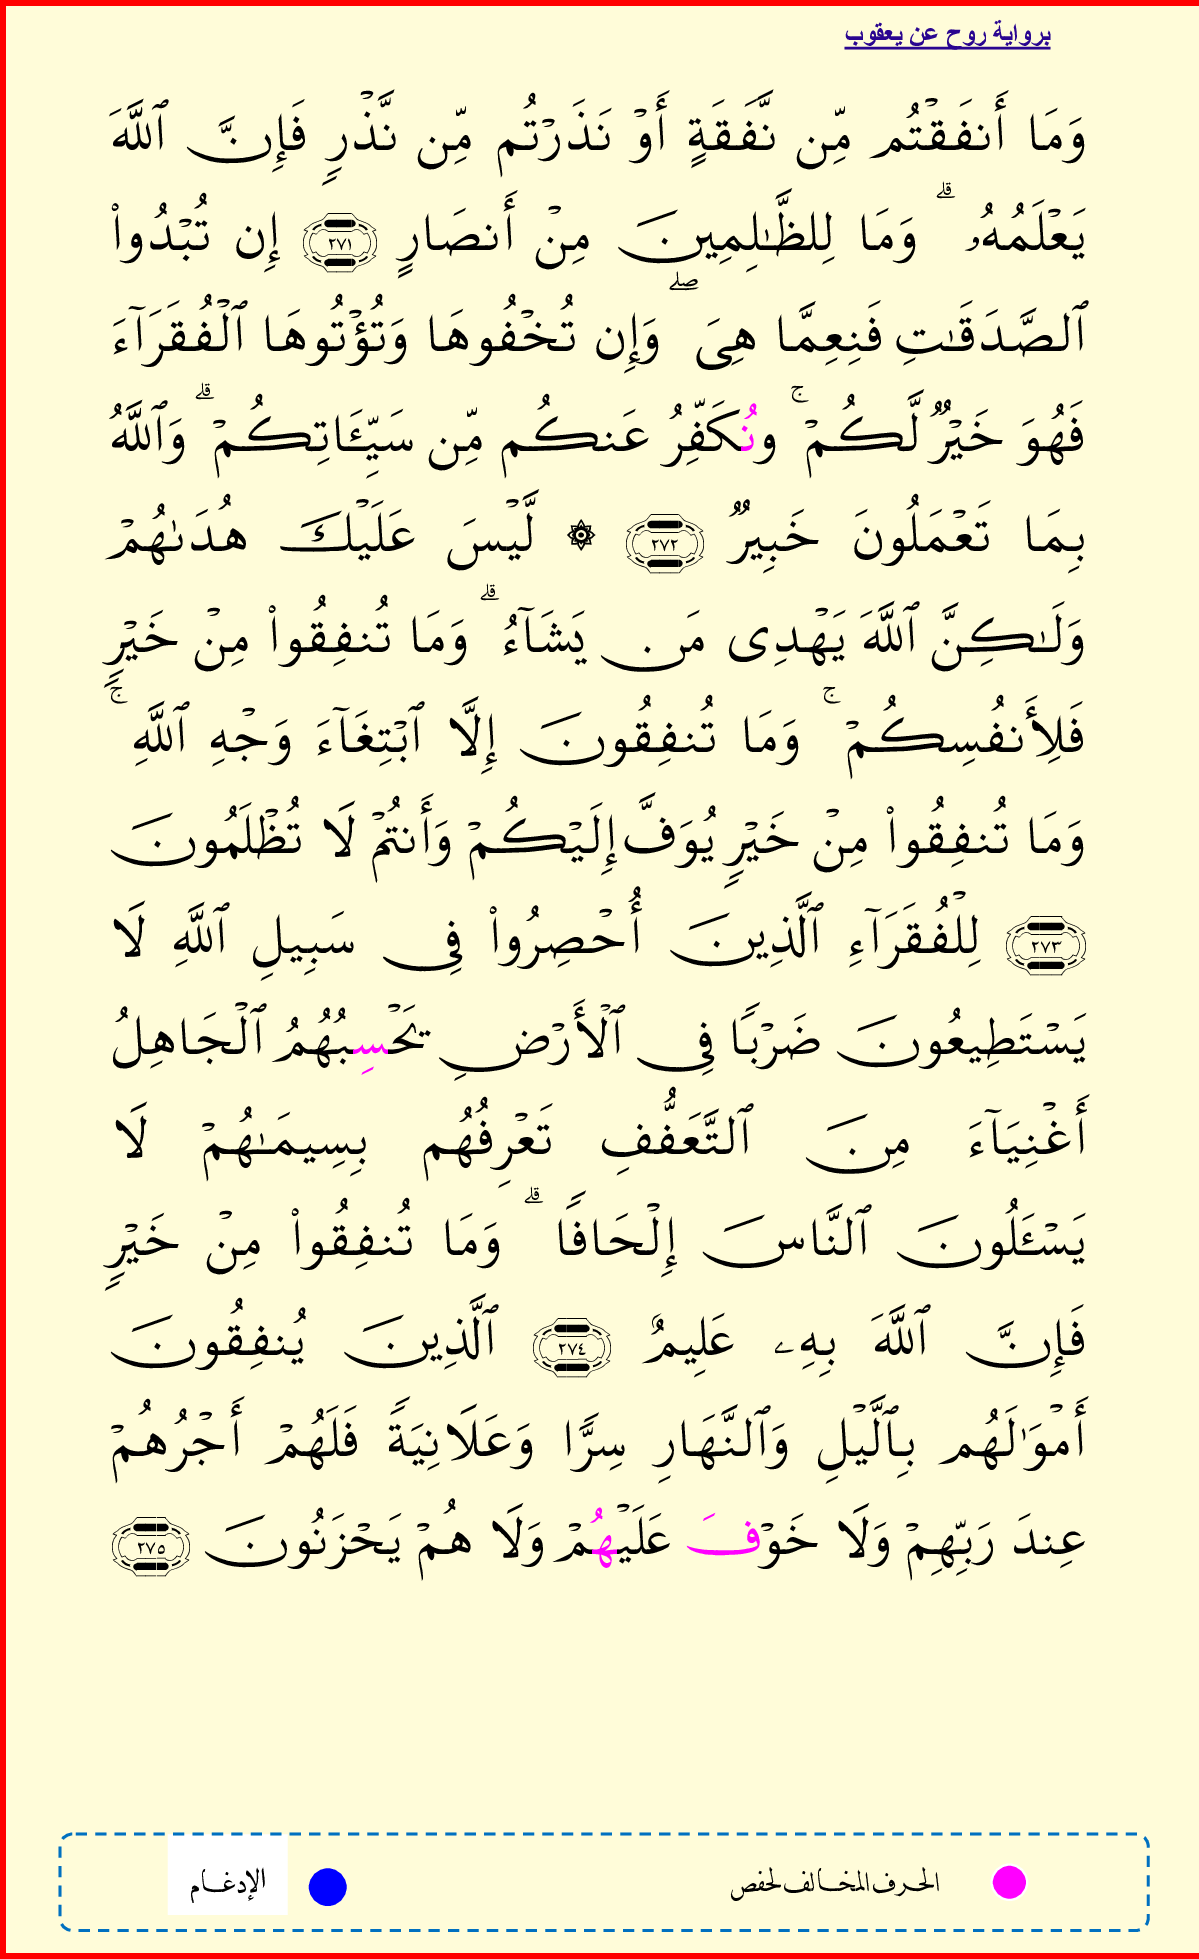 برواية روح عن يعقوب
وَمَآ أَنفَقۡتُم مِّن نَّفَقَةٍ أَوۡ نَذَرۡتُم مِّن نَّذۡرٖ فَإِنَّ ٱللَّهَ
يَعۡلَمُهُۥۗ وَمَا لِلظَّٰلِمِينَ مِنۡ أَنصَارٍ ٢٧١ إِن تُبۡدُواْ
ٱلصَّدَقَٰتِ فَنِعِمَّا هِيَۖ وَإِن تُخۡفُوهَا وَتُؤۡتُوهَا ٱلۡفُقَرَآءَ
فَهُوَ خَيۡرٞ لَّكُمۡۚ ونُكَفِّرُ عَنكُم مِّن سَيِّـَٔاتِكُمۡۗ وَٱللَّهُ
بِمَا تَعۡمَلُونَ خَبِيرٞ ٢٧٢ ۞ لَّيۡسَ عَلَيۡكَ هُدَىٰهُمۡ
وَلَٰكِنَّ ٱللَّهَ يَهۡدِي مَن يَشَآءُۗ وَمَا تُنفِقُواْ مِنۡ خَيۡرٖ
فَلِأَنفُسِكُمۡۚ وَمَا تُنفِقُونَ إِلَّا ٱبۡتِغَآءَ وَجۡهِ ٱللَّهِۚ
وَمَا تُنفِقُواْ مِنۡ خَيۡرٖ يُوَفَّ إِلَيۡكُمۡ وَأَنتُمۡ لَا تُظۡلَمُونَ
٢٧٣ لِلۡفُقَرَآءِ ٱلَّذِينَ أُحۡصِرُواْ فِي سَبِيلِ ٱللَّهِ لَا
يَسۡتَطِيعُونَ ضَرۡبٗا فِي ٱلۡأَرۡضِ يَحۡسِبُهُمُ ٱلۡجَاهِلُ
أَغۡنِيَآءَ مِنَ ٱلتَّعَفُّفِ تَعۡرِفُهُم بِسِيمَٰهُمۡ لَا
يَسۡـَٔلُونَ ٱلنَّاسَ إِلۡحَافٗاۗ وَمَا تُنفِقُواْ مِنۡ خَيۡرٖ
فَإِنَّ ٱللَّهَ بِهِۦ عَلِيمٌ ٢٧٤ ٱلَّذِينَ يُنفِقُونَ
أَمۡوَٰلَهُم بِٱلَّيۡلِ وَٱلنَّهَارِ سِرّٗا وَعَلَانِيَةٗ فَلَهُمۡ أَجۡرُهُمۡ
عِندَ رَبِّهِمۡ وَلَا خَوۡفَ عَلَيۡهُمۡ وَلَا هُمۡ يَحۡزَنُونَ ٢٧٥
الحرف المخالف لحفص
الإدغام